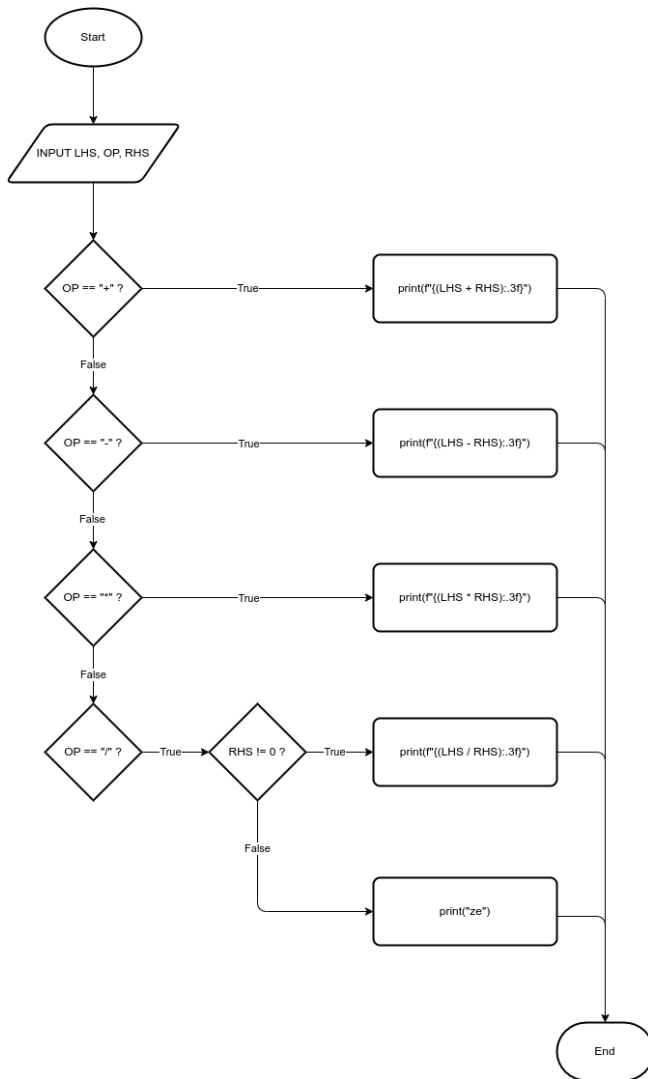 Start
INPUT LHS, OP, RHS
OP == "+" ?
True
print(f"{(LHS + RHS):.3f}")
False
OP == "-" ?
True
print(f"{(LHS - RHS):.3f}")
False
OP == "*" ?
True
print(f"{(LHS * RHS):.3f}")
False
OP == "/" ?
True
RHS != 0 ?
True
print(f"{(LHS / RHS):.3f}")
False
print("ze")
End